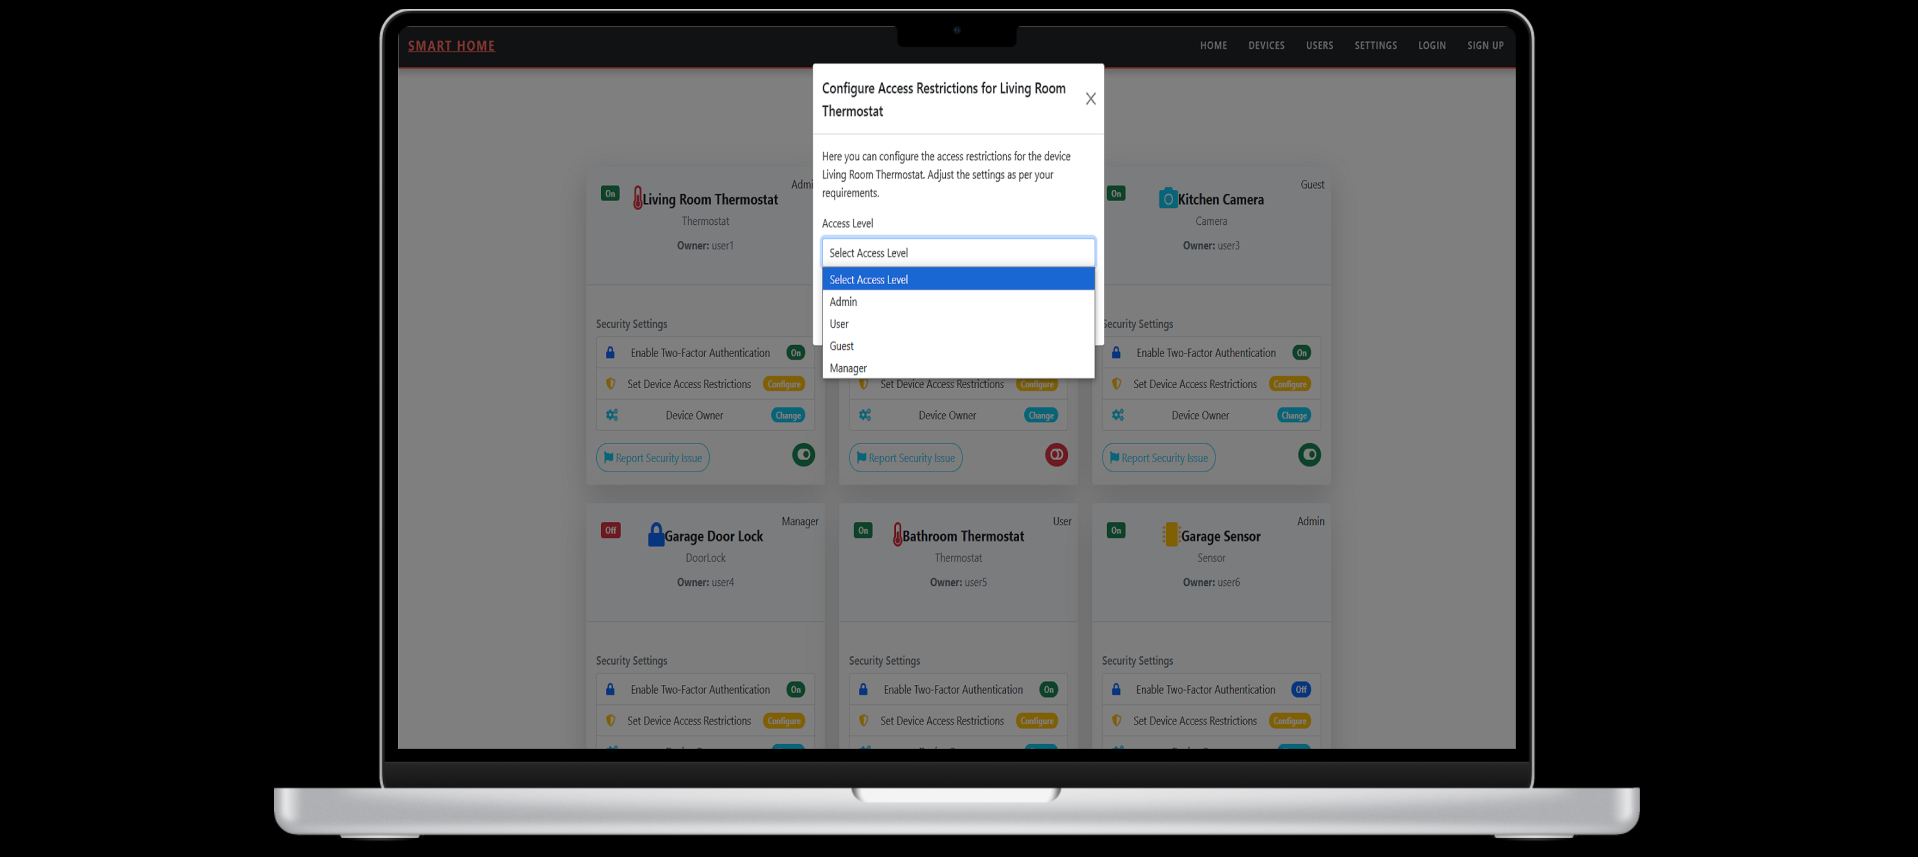 SMART HOME
HOME DEVICES USERS SETTINGS LOGIN SIGN UP
Configure Access Restrictions for Living Room
Thermostat
X
Here you can configure the access restrictions for the device
Living Room Thermostat. Adjust the settings as per your
requirements.
Access Level
Select Access Level
Select Access Level
Admin
User
Guest
Manager
On
Living Room Thermostat
Thermostat
Owner: user1
Security Settings
Enable Two-Factor Authentication On
Set Device Access Restrictions Configure
Device Owner Change
Report Security Issue
Set Device Access Restrictions Configure
Device Owner Change
Report Security Issue
On
Guest
Kitchen Camera
Camera
Owner: user3
Security Settings
Enable Two-Factor Authentication On
Set Device Access Restrictions Configure
Device Owner Change
Report Security Issue
Off
Manager
Garage Door Lock
DoorLock
Owner: user4
Security Settings
Enable Two-Factor Authentication On
Set Device Access Restrictions Configure
On
User
Bathroom Thermostat
Thermostat
Owner: user5
Security Settings
Enable Two-Factor Authentication On
Set Device Access Restrictions Configure
On
Admin
Garage Sensor
Sensor
Owner: user6
Security Settings
Enable Two-Factor Authentication Off
Set Device Access Restrictions Configure